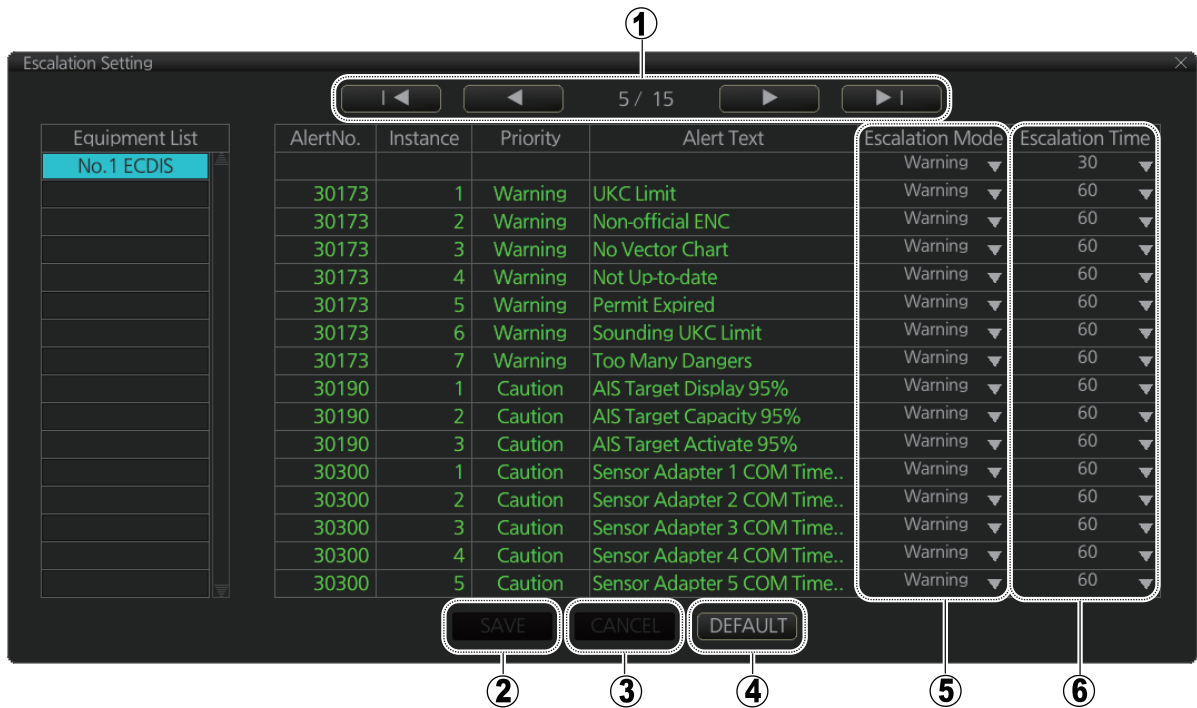 1
Escalation Setting
5 / 15
Equipment List
AlertNo. Instance Priority Alert Text Escalation Mode Escalation Time
No.1 ECDIS Warning 30
30173 1 Warning UKC Limit Warning 60
30173 2 Warning Non-official ENC Warning 60
30173 3 Warning No Vector Chart Warning 60
30173 4 Warning Not Up-to-date Warning 60
30173 5 Warning Permit Expired Warning 60
30173 6 Warning Sounding UKC Limit Warning 60
30173 7 Warning Too Many Dangers Warning 60
30190 1 Caution AIS Target Display 95% Warning 60
30190 2 Caution AIS Target Capacity 95% Warning 60
30190 3 Caution AIS Target Activate 95% Warning 60
30300 1 Caution Sensor Adapter 1 COM Time.. Warning 60
30300 2 Caution Sensor Adapter 2 COM Time.. Warning 60
30300 3 Caution Sensor Adapter 3 COM Time.. Warning 60
30300 4 Caution Sensor Adapter 4 COM Time.. Warning 60
30300 5 Caution Sensor Adapter 5 COM Time.. Warning 60
SAVE CANCEL DEFAULT
2 3 4 5 6